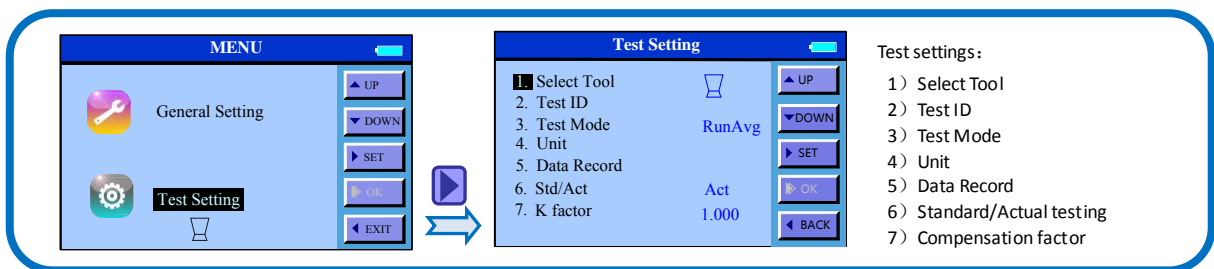 MENU
General Setting
Test Setting
UP
DOWN
SET
OK
EXIT
Test Setting
1. Select Tool
2. Test ID
3. Test Mode RunAvg
4. Unit
5. Data Record
6. Std/Act Act
7. K factor 1.000
UP
DOWN
SET
OK
BACK
Test settings：
1）Select Tool
2）Test ID
3）Test Mode
4）Unit
5）Data Record
6）Standard/Actual testing
7）Compensation factor